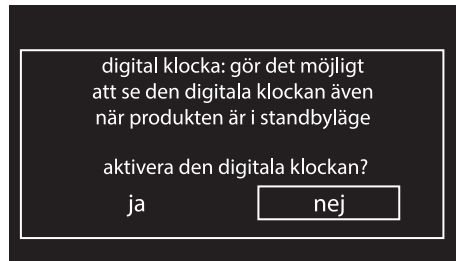 digital klocka: gör det möjligt
att se den digitala klockan även
när produkten är i standbyläge
aktivera den digitala klockan?
ja nej